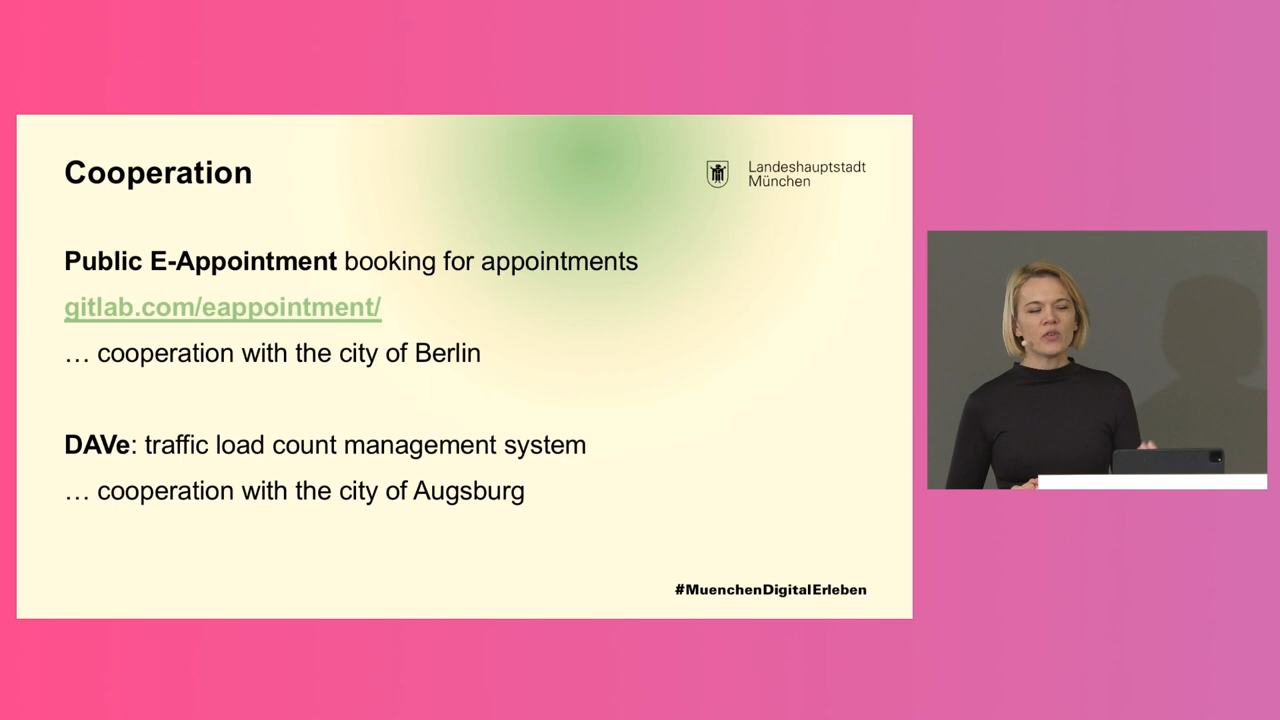 Cooperation
Landeshauptstadt
München
Public E-Appointment booking for appointments
gitlab.com/eappointment/
… cooperation with the city of Berlin
DAVe: traffic load count management system
… cooperation with the city of Augsburg
#MuenchenDigitalErleben